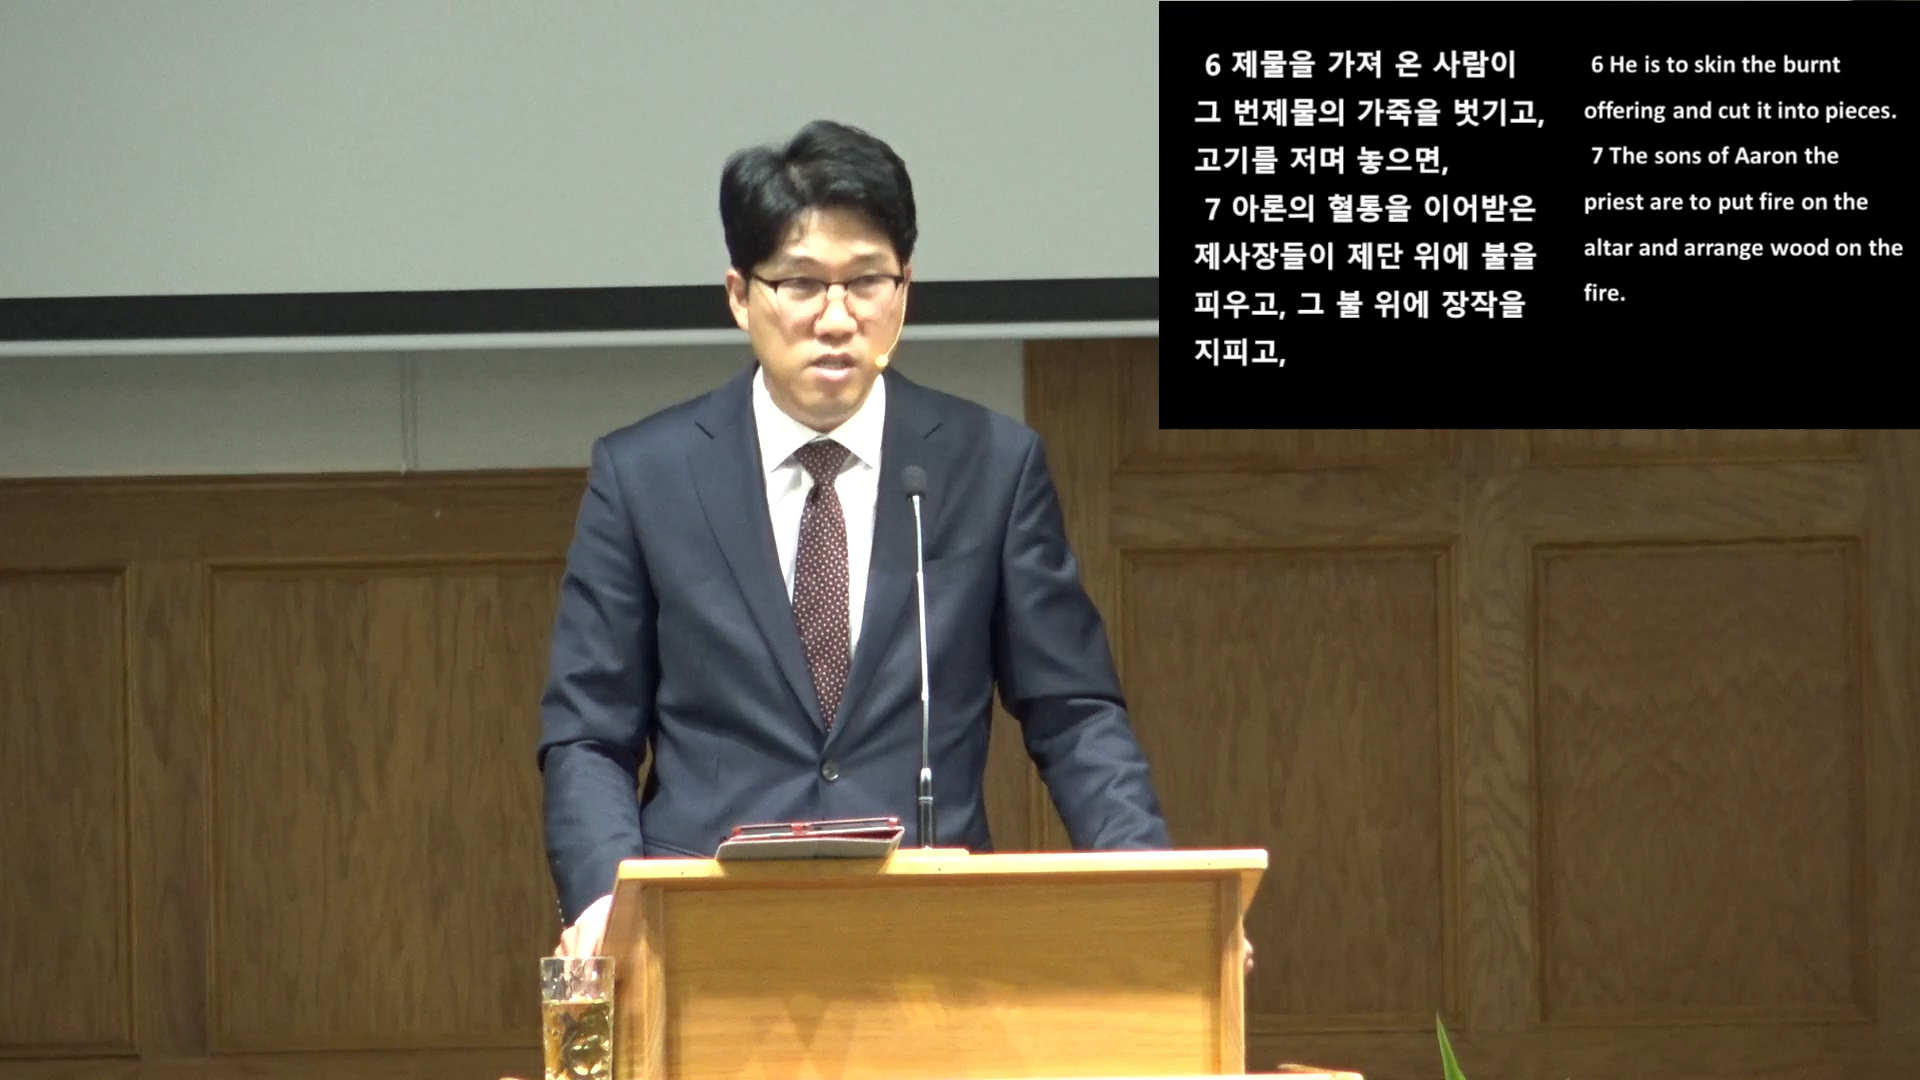 6 제물을 가져 온 사람이
그 번제물의 가죽을 벗기고,
고기를 저며 놓으면,
7 아론의 혈통을 이어받은
제사장들이 제단 위에 불을
피우고, 그 불 위에 장작을
지피고,
6 He is to skin the burnt
offering and cut it into pieces.
7 The sons of Aaron the
priest are to put fire on the
altar and arrange wood on the
fire.